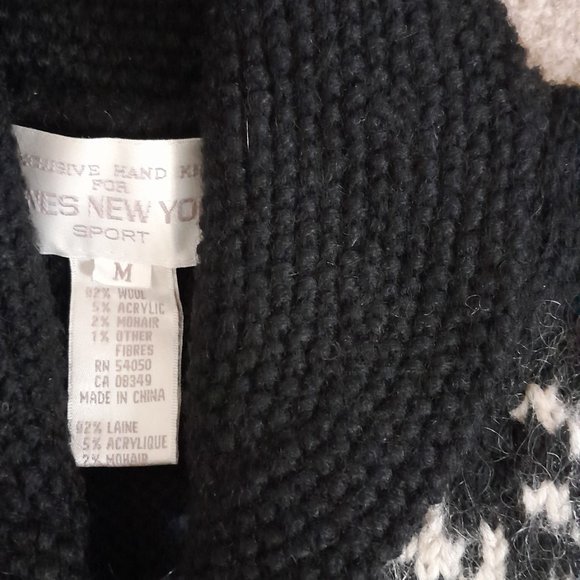 EXCLUSIVE HAND KN
FOR
NES NEW YO
SPORT
M
92% WOOL
5% ACRYLIC
2% MOHAIR
1% OTHER
FIBRES
RN 54050
CA 08349
MADE IN CHINA
92% LAINE
5% ACRYLIQUE
2% MOHAIR